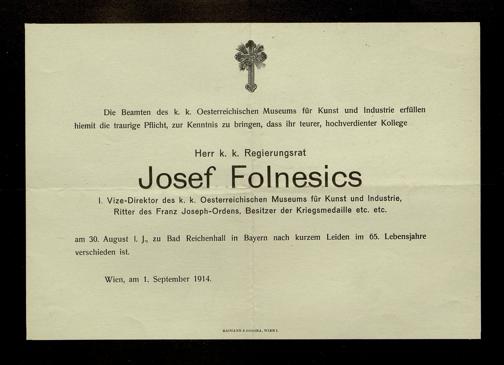 Die Beamten des k. k. Oesterreichischen Museums für Kunst und Industrie erfüllen
hiemit die traurige Pflicht, zur Kenntnis zu bringen, dass ihr teurer, hochverdienter Kollege
Herr k. k. Regierungsrat
Josef Folnesics
I. Vize-Direktor des k. k. Oesterreichischen Museums für Kunst und Industrie,
Ritter des Franz Joseph-Ordens, Besitzer der Kriegsmedaille etc. etc.
am 30. August l. J., zu Bad Reichenhall in Bayern nach kurzem Leiden im 65. Lebensjahre
verschieden ist.
Wien, am 1. September 1914.
WIEN I.